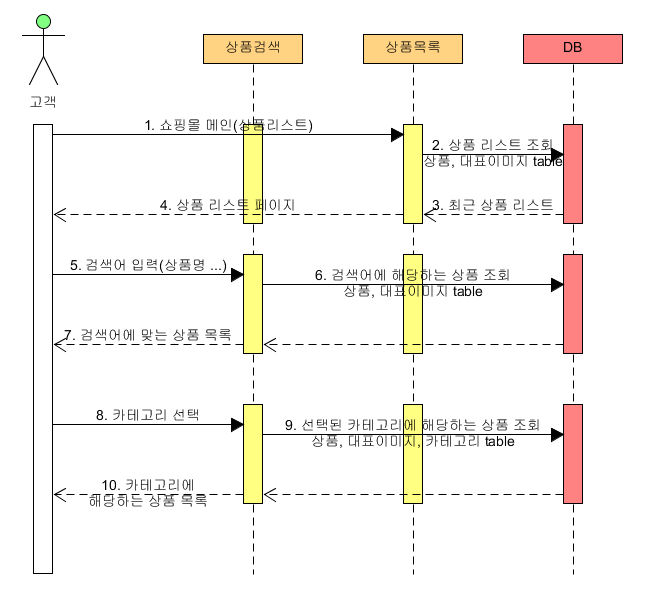 상품검색
상품목록
DB
고객
1. 쇼핑몰 메인(상품리스트)
2. 상품 리스트 조회
상품, 대표이미지 table
4. 상품 리스트 페이지
3. 최근 상품 리스트
5. 검색어 입력(상품명 ...)
6. 검색어에 해당하는 상품 조회
상품, 대표이미지 table
7. 검색어에 맞는 상품 목록
8. 카테고리 선택
9. 선택된 카테고리에 해당하는 상품 조회
상품, 대표이미지, 카테고리 table
10. 카테고리에
해당하는 상품 목록